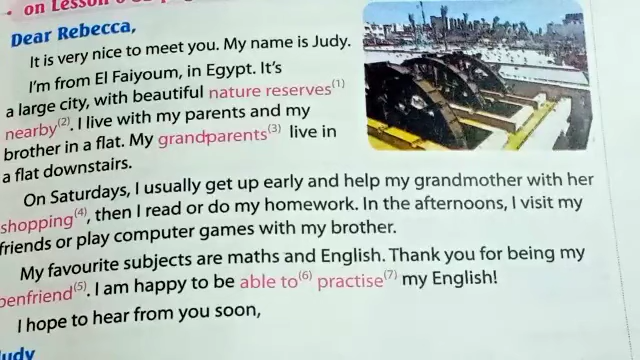 • on Lesson
Dear Rebecca,
It is very nice to meet you. My name is Judy.
I'm from El Faiyoum, in Egypt. It's
a large city, with beautiful nature reserves(1)
nearby(2). I live with my parents and my
brother in a flat. My grandparents(3) live in
a flat downstairs.
On Saturdays, I usually get up early and help my grandmother with her
shopping(4), then I read or do my homework. In the afternoons, I visit my
friends or play computer games with my brother.
My favourite subjects are maths and English. Thank you for being my
penfriend(5). I am happy to be able to(6) practise(7) my English!
I hope to hear from you soon,
Judy